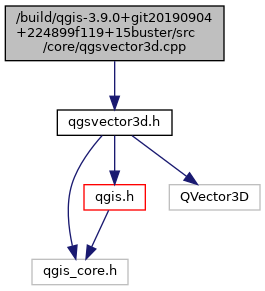 /build/qgis-3.9.0+git20190904
+224899f119+15buster/src
/core/qgsvector3d.cpp
qgsvector3d.h
qgis.h
QVector3D
qgis_core.h